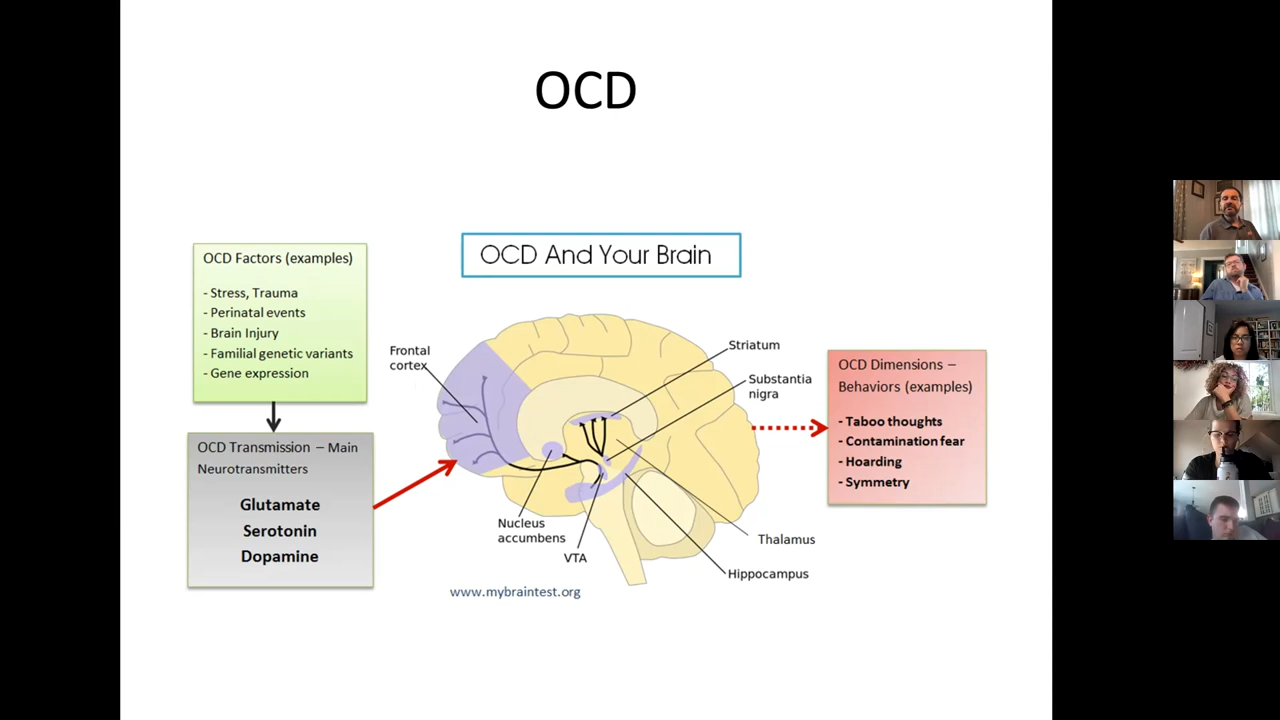 OCD
OCD And Your Brain
OCD Factors (examples)
- Stress, Trauma
- Perinatal events
- Brain Injury
- Familial genetic variants
- Gene expression
OCD Transmission – Main
Neurotransmitters
Glutamate
Serotonin
Dopamine
Frontal
cortex
Nucleus
accumbens
VTA
Striatum
Substantia
nigra
Thalamus
Hippocampus
www.mybraintest.org
OCD Dimensions –
Behaviors (examples)
- Taboo thoughts
- Contamination fear
- Hoarding
- Symmetry